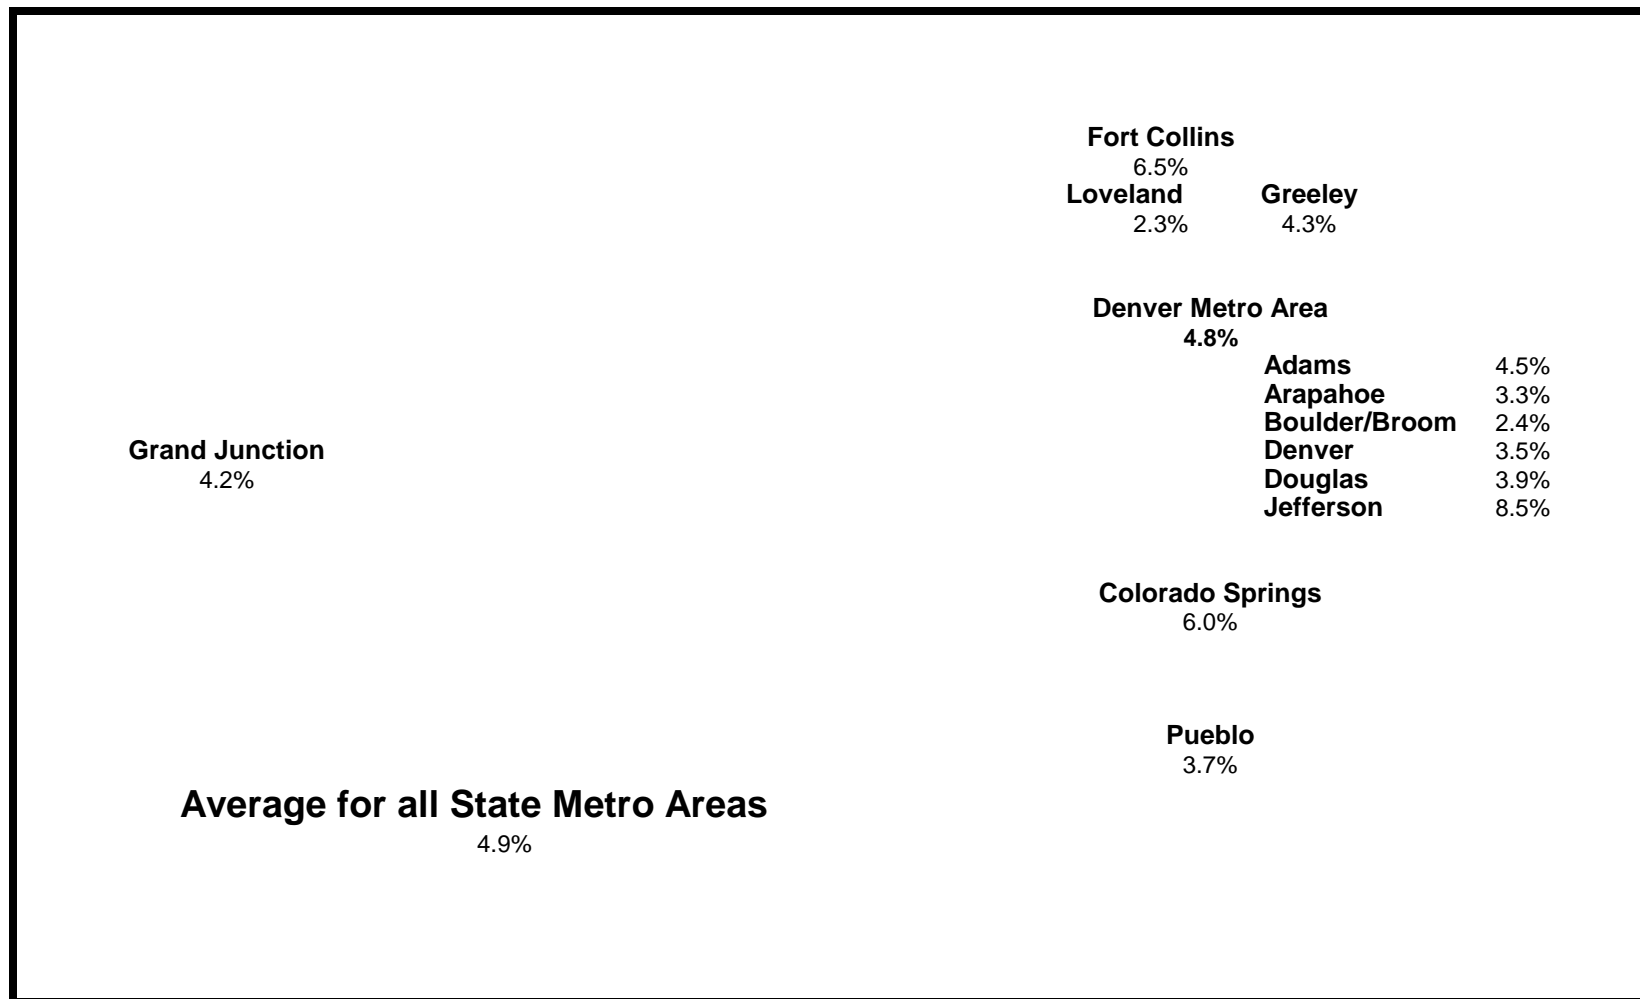 Fort Collins
6.5%
Loveland Greeley
2.3% 4.3%
Denver Metro Area
4.8%
Adams 4.5%
Arapahoe 3.3%
Boulder/Broom 2.4%
Grand Junction Denver 3.5%
4.2% Douglas 3.9%
Jefferson 8.5%
Colorado Springs
6.0%
Pueblo
3.7%
Average for all State Metro Areas
4.9%